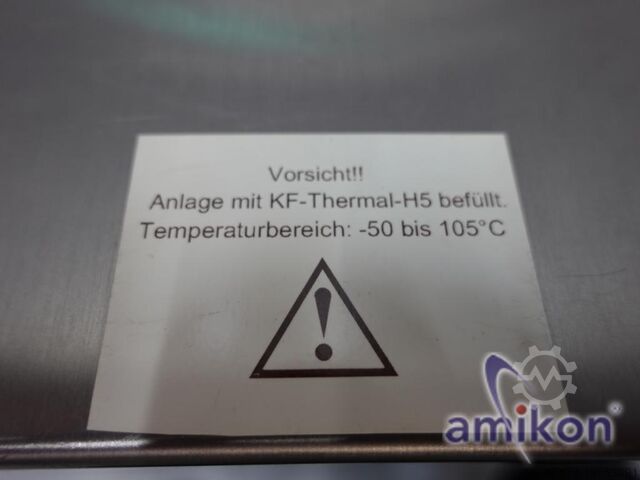 Vorsicht!!
Anlage mit KF-Thermal-H5 befüllt.
Temperaturbereich: -50 bis 105°C
amikon®